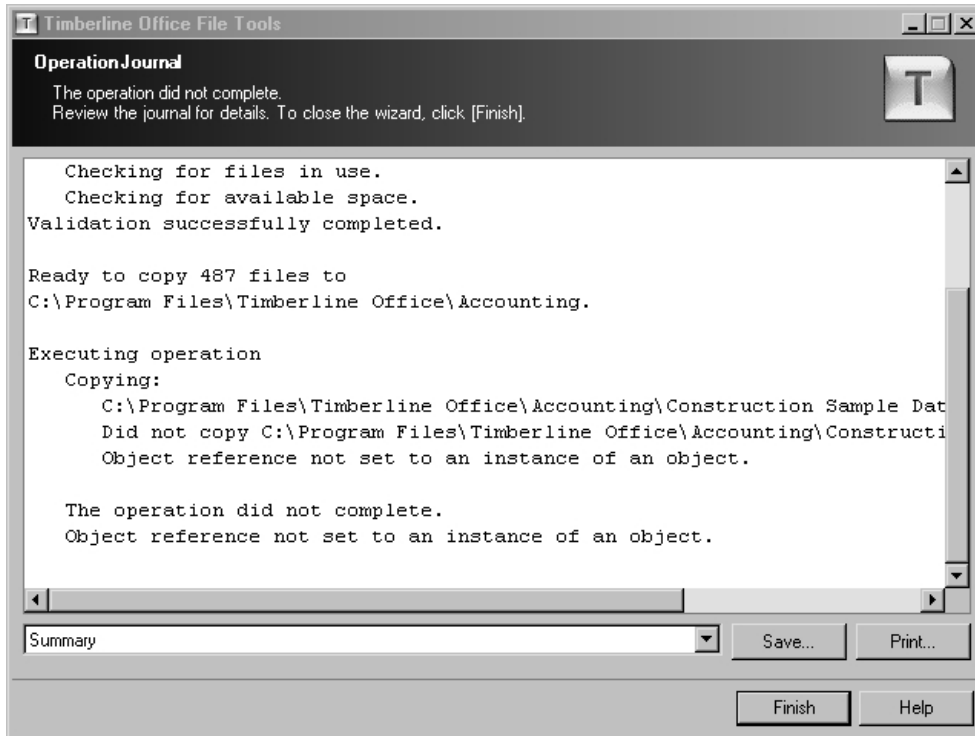 Timberline Office File Tools
Operation Journal
The operation did not complete.
Review the journal for details. To close the wizard, click [Finish].
T
Checking for files in use.
Checking for available space.
Validation successfully completed.
Ready to copy 487 files to
C:\Program Files\Timberline Office\Accounting.
Executing operation
Copying:
C:\Program Files\Timberline Office\Accounting\Construction Sample Dat
Did not copy C:\Program Files\Timberline Office\Accounting\Constructi
Object reference not set to an instance of an object.
The operation did not complete.
Object reference not set to an instance of an object.
Summary
Save...
Print...
Finish
Help